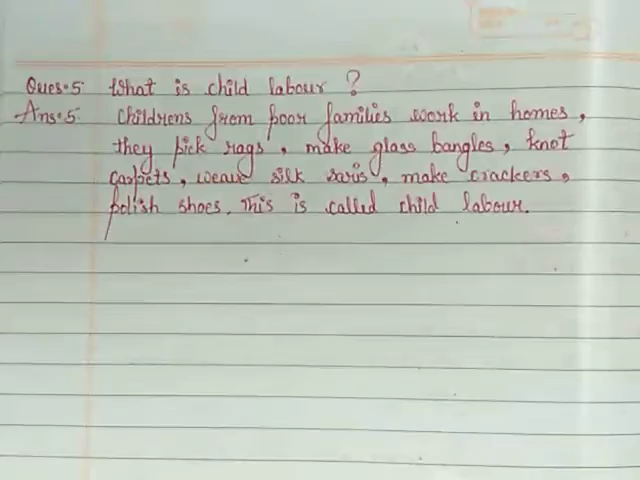 Ques:5 What is child labour ?
Ans:5 Childrens from poor families work in homes,
they pick rags, make glass bangles, knot
carpets, weave silk saris, make crackers,
polish shoes. This is called child labour.